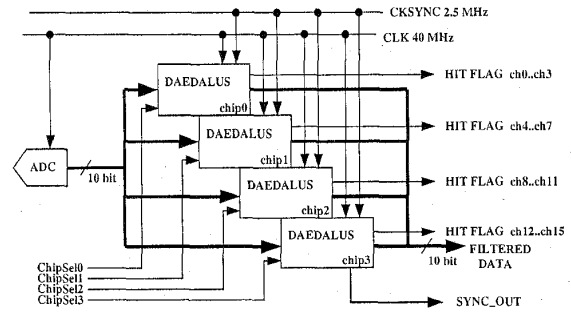 CKSYNC 2.5 MHz
CLK 40 MHz
DAEDALUS
chip0
HIT FLAG ch0..ch3
DAEDALUS
chip1
HIT FLAG ch4..ch7
ADC
10 bit
DAEDALUS
chip2
HIT FLAG ch8..ch11
DAEDALUS
chip3
HIT FLAG ch12..ch15
10 bit
FILTERED
DATA
ChipSel0
ChipSel1
ChipSel2
ChipSel3
SYNC_OUT